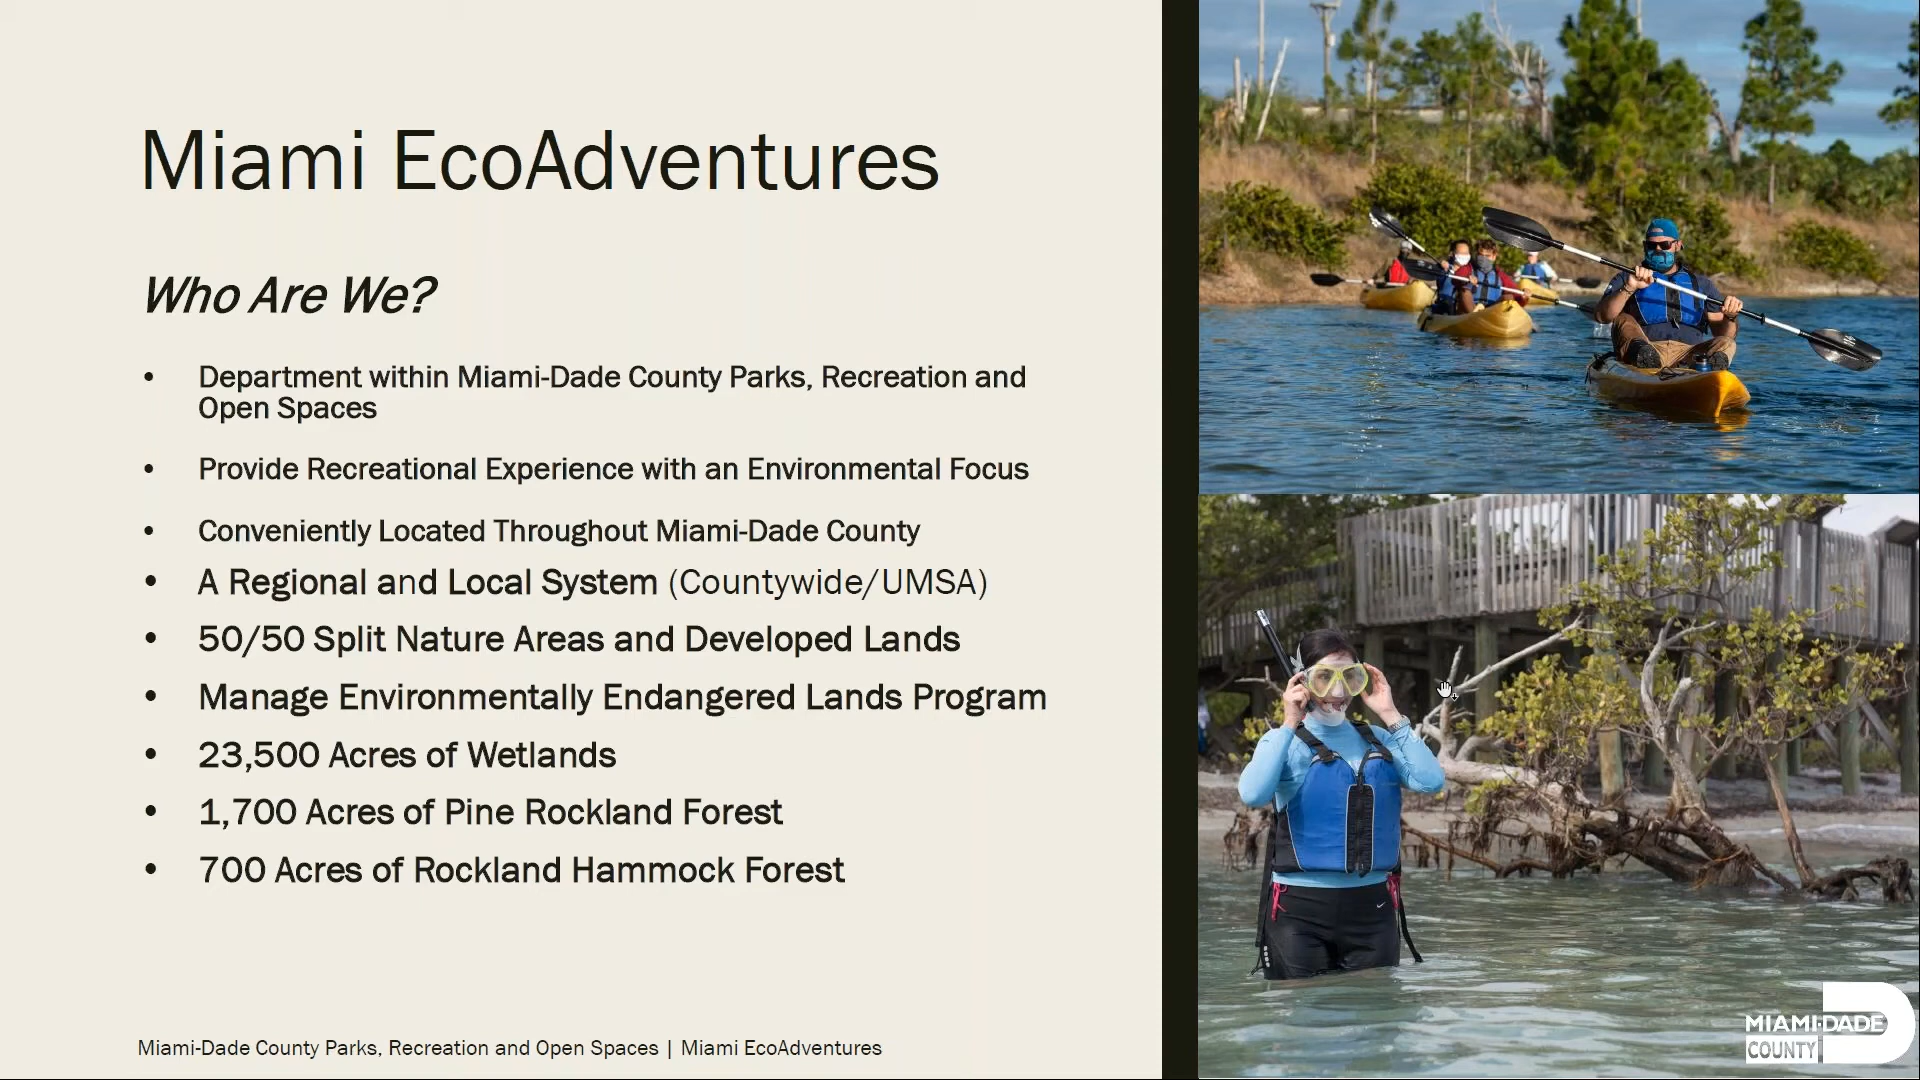 Miami EcoAdventures
Who Are We?
• Department within Miami-Dade County Parks, Recreation and
Open Spaces
• Provide Recreational Experience with an Environmental Focus
• Conveniently Located Throughout Miami-Dade County
• A Regional and Local System (Countywide/UMSA)
• 50/50 Split Nature Areas and Developed Lands
• Manage Environmentally Endangered Lands Program
• 23,500 Acres of Wetlands
• 1,700 Acres of Pine Rockland Forest
• 700 Acres of Rockland Hammock Forest
Miami-Dade County Parks, Recreation and Open Spaces | Miami EcoAdventures
MIAMI-DADE
COUNTY